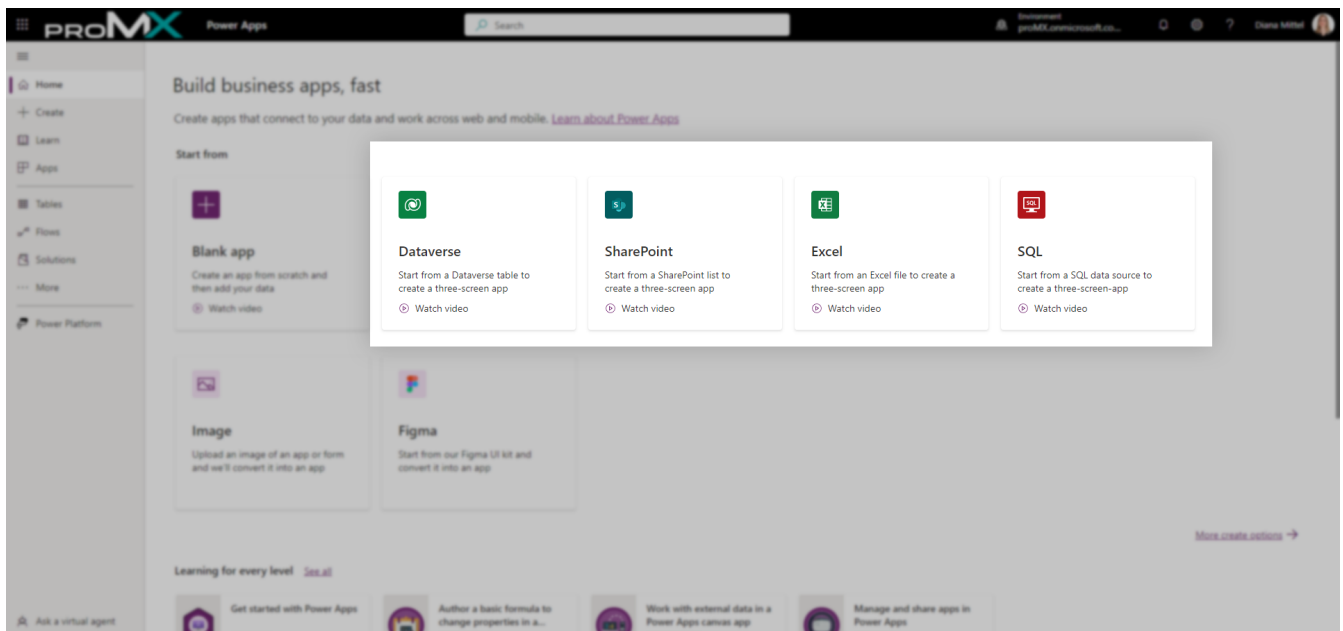 proMX Power Apps Search Environment proMX.onmicrosoft.co... ? Diana Mittel
Home
Create
Learn
Apps
Tables
Flows
Solutions
More
Power Platform
Ask a virtual agent
Build business apps, fast
Create apps that connect to your data and work across web and mobile. Learn about Power Apps
Start from
Blank app
Create an app from scratch and
then add your data
Watch video
Dataverse
Start from a Dataverse table to
create a three-screen app
Watch video
S
SharePoint
Start from a SharePoint list to
create a three-screen app
Watch video
X
Excel
Start from an Excel file to create a
three-screen app
Watch video
SQL
SQL
Start from a SQL data source to
create a three-screen-app
Watch video
Image
Upload an image of an app or form
and we'll convert it into an app
Figma
Start from our Figma UI kit and
convert it into an app
More create options
Learning for every level See all
Get started with Power Apps
Author a basic formula to
change properties in a...
Work with external data in a
Power Apps canvas app
Manage and share apps in
Power Apps